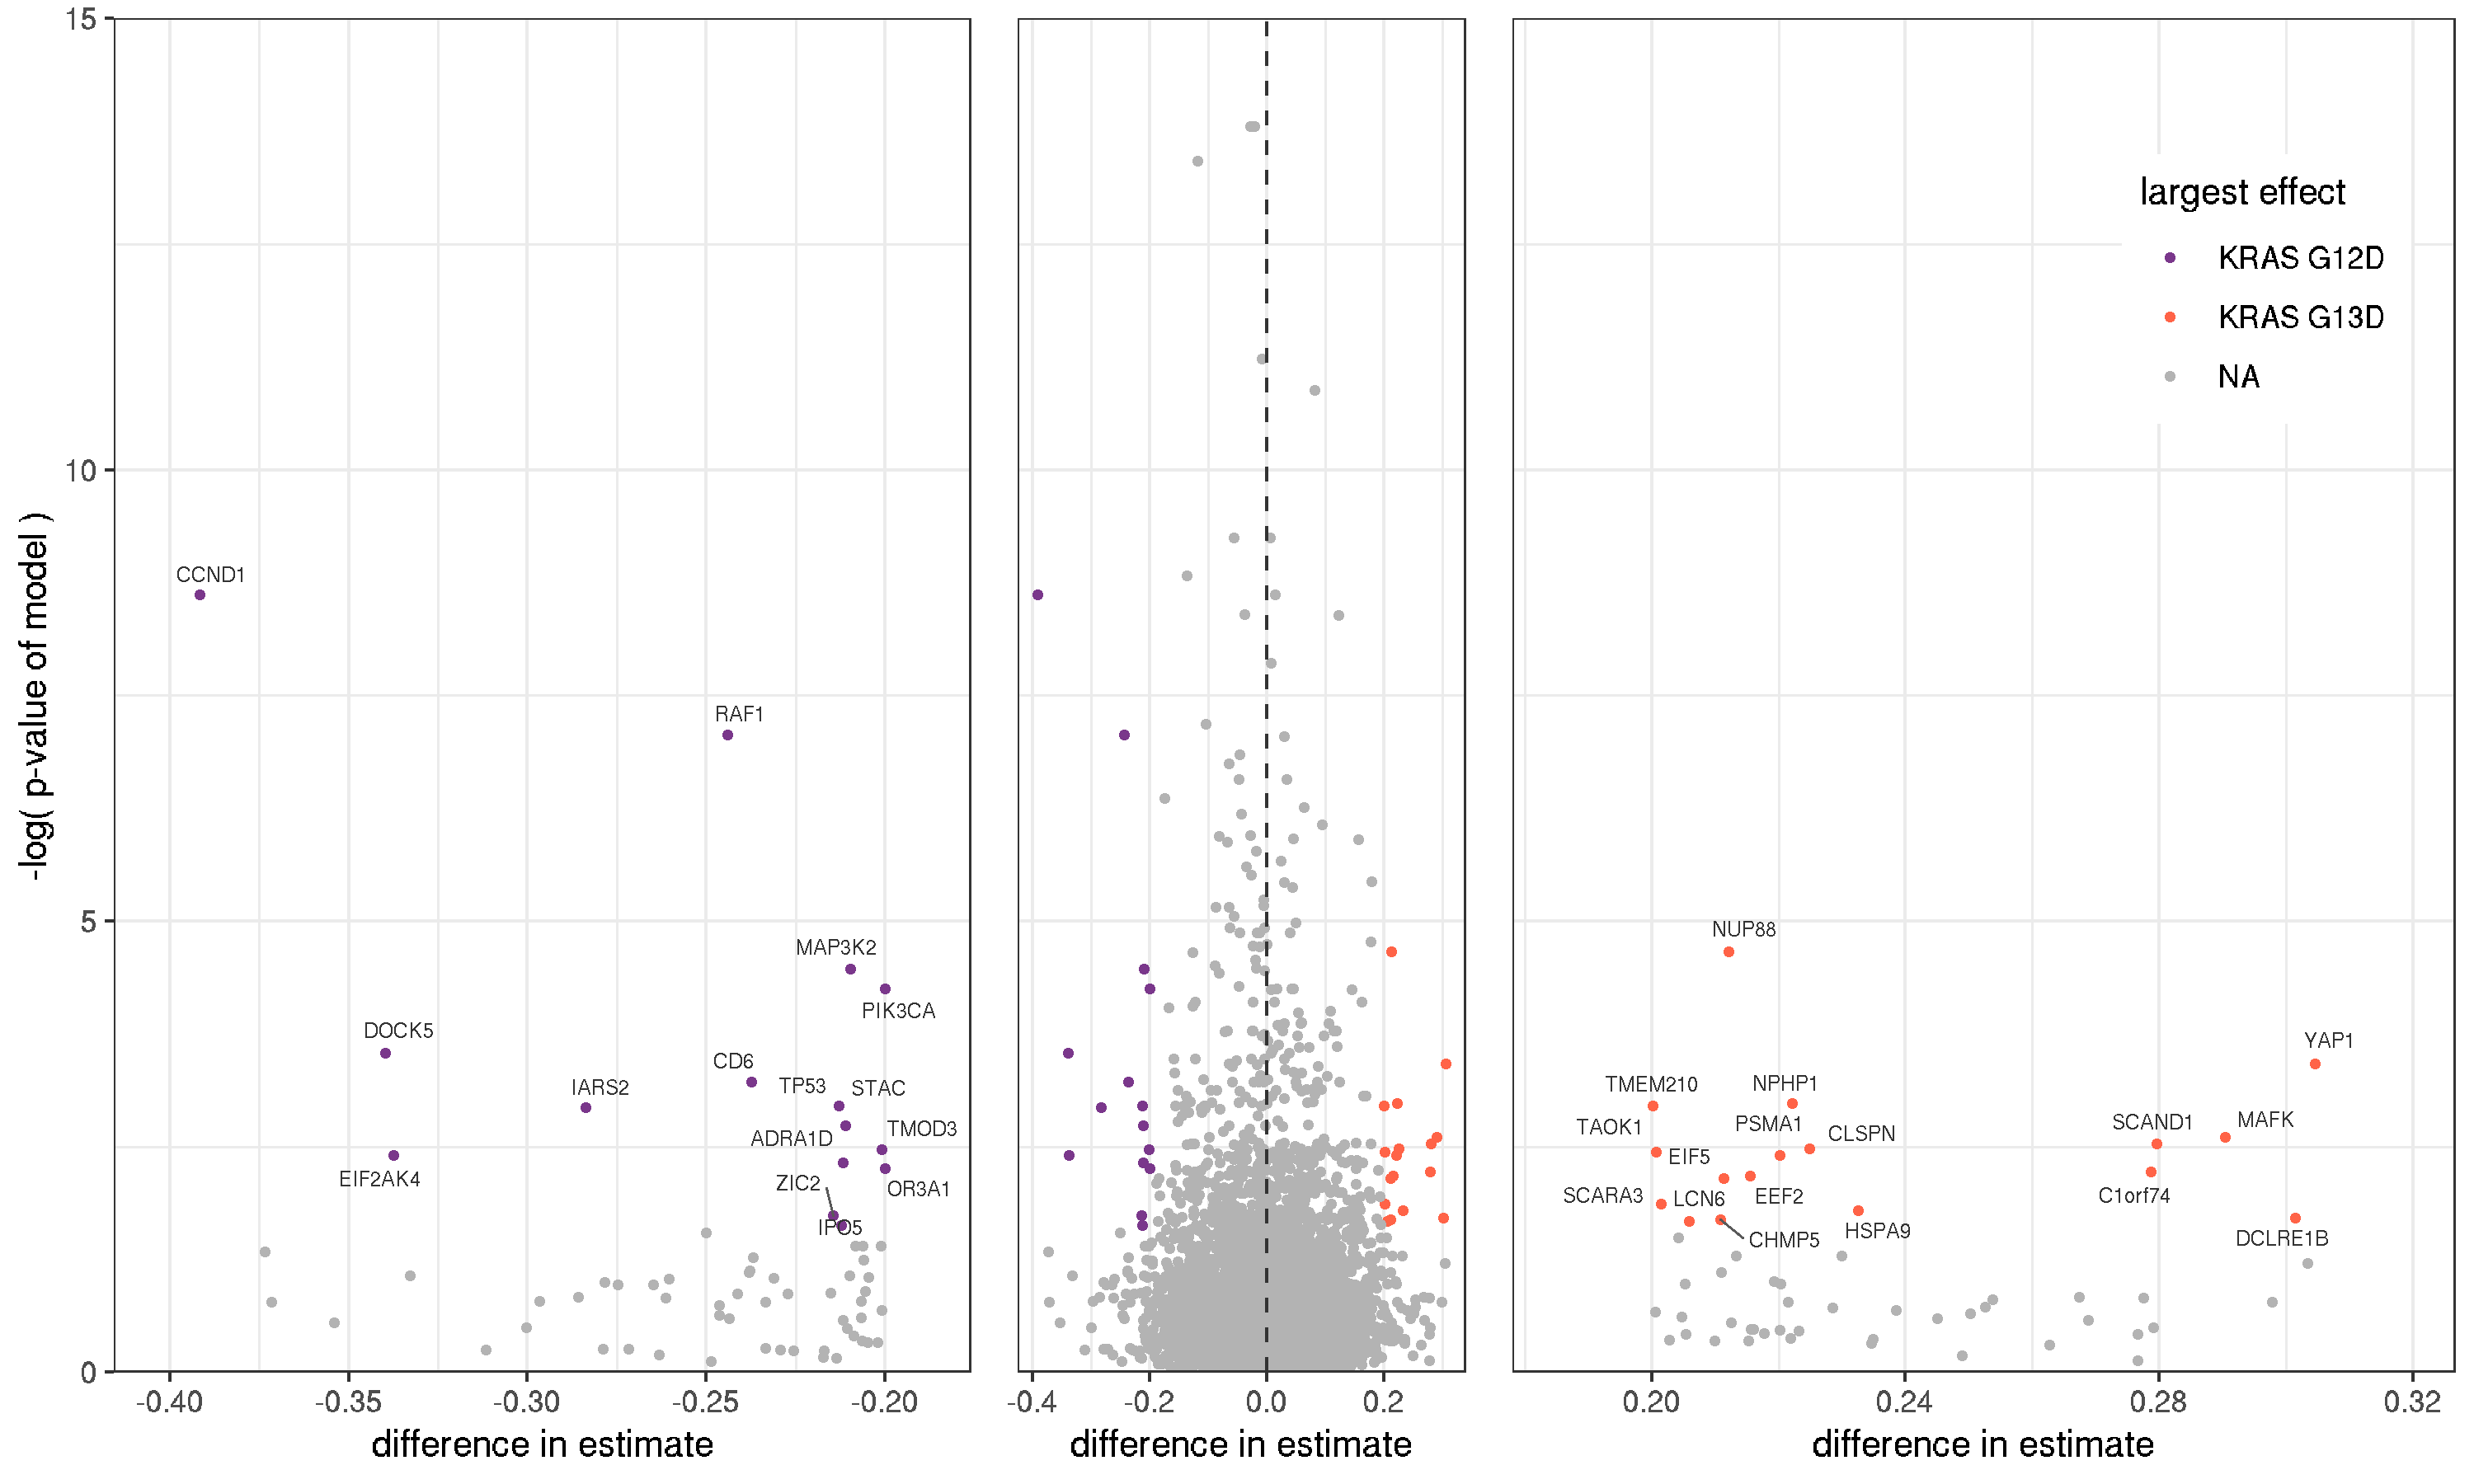 15
10
5
0
-log( p-value of model )
CCND1
RAF1
MAP3K2
PIK3CA
DOCK5
CD6
TP53
STAC
IARS2
TMOD3
ADRA1D
EIF2AK4
ZIC2
OR3A1
IPO5
-0.40
-0.35
-0.30
-0.25
-0.20
difference in estimate
-0.4
-0.2
0.0
0.2
difference in estimate
largest effect
KRAS G12D
KRAS G13D
NA
NUP88
YAP1
TMEM210
NPHP1
TAOK1
PSMA1
CLSPN
SCAND1
MAFK
EIF5
SCARA3
LCN6
EEF2
C1orf74
CHMP5
HSPA9
DCLRE1B
0.20
0.24
0.28
0.32
difference in estimate